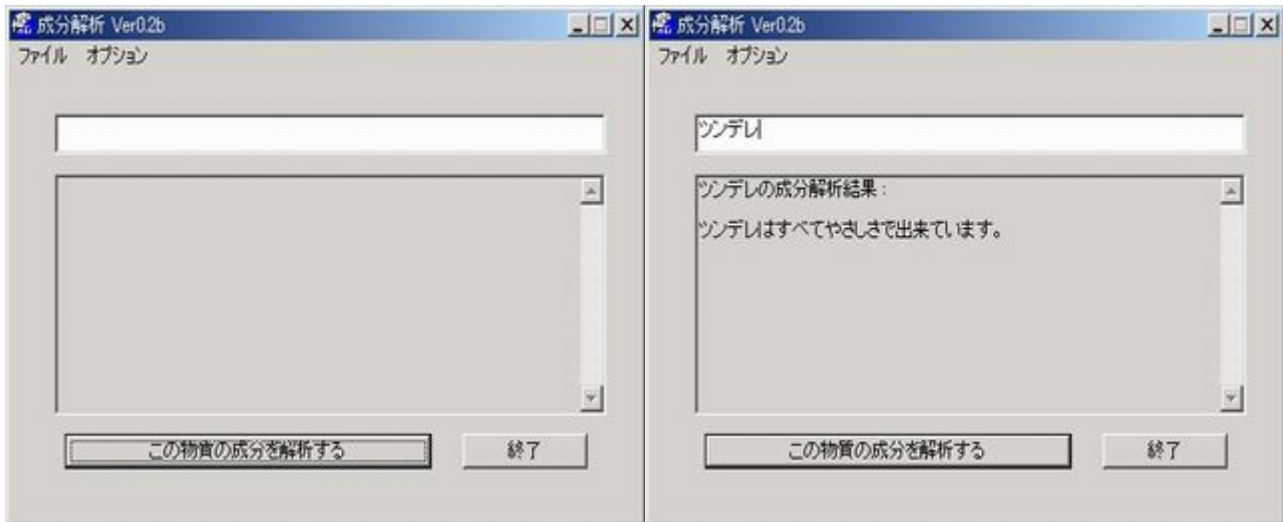 成分解析 Ver0.2b
ファイル オプション
この物質の成分を解析する
終了
成分解析 Ver0.2b
ファイル オプション
ツンデレ
ツンデレの成分解析結果 :
ツンデレはすべてやさしさで出来ています。
この物質の成分を解析する
終了